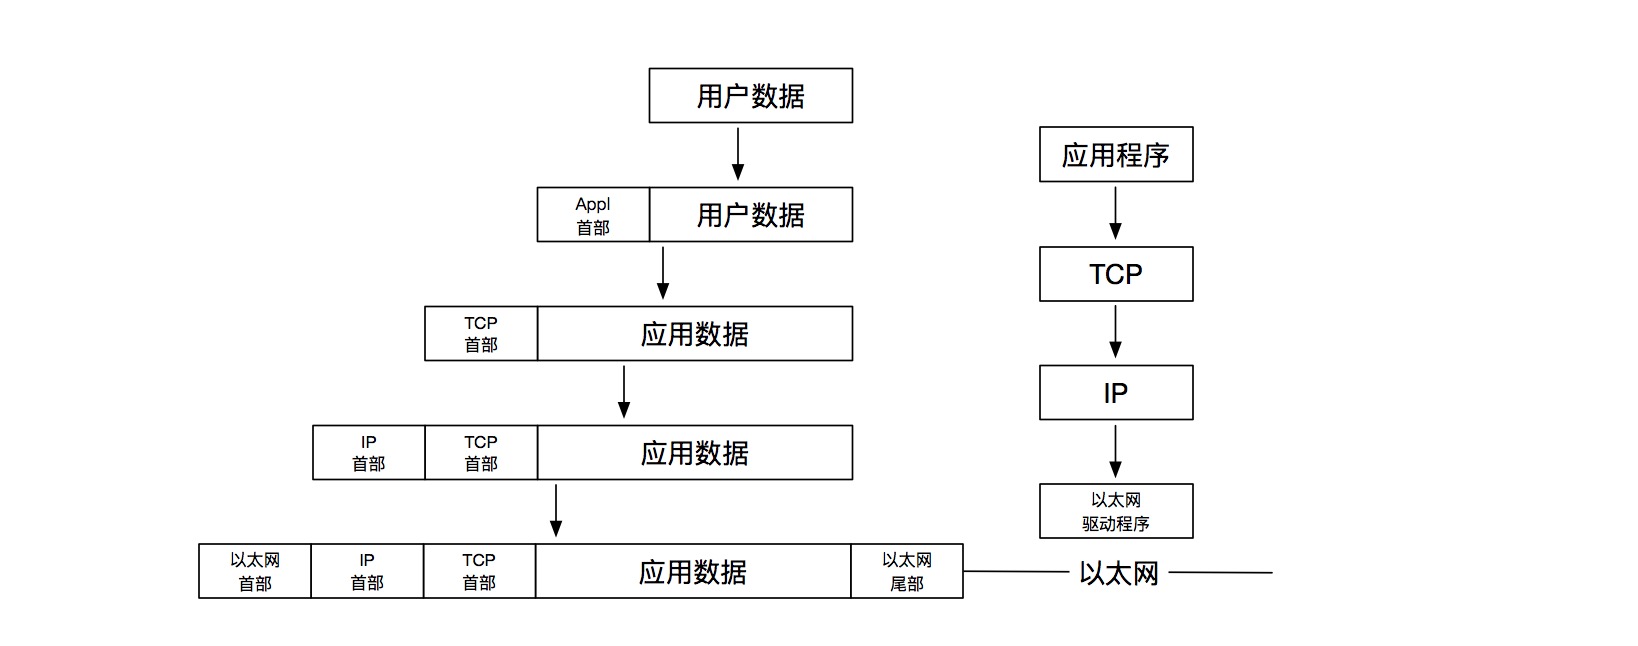 用户数据
应用程序
Appl
首部
用户数据
TCP
TCP
首部
应用数据
IP
IP
首部
TCP
首部
应用数据
以太网
驱动程序
以太网
首部
IP
首部
TCP
首部
应用数据
以太网
尾部
以太网